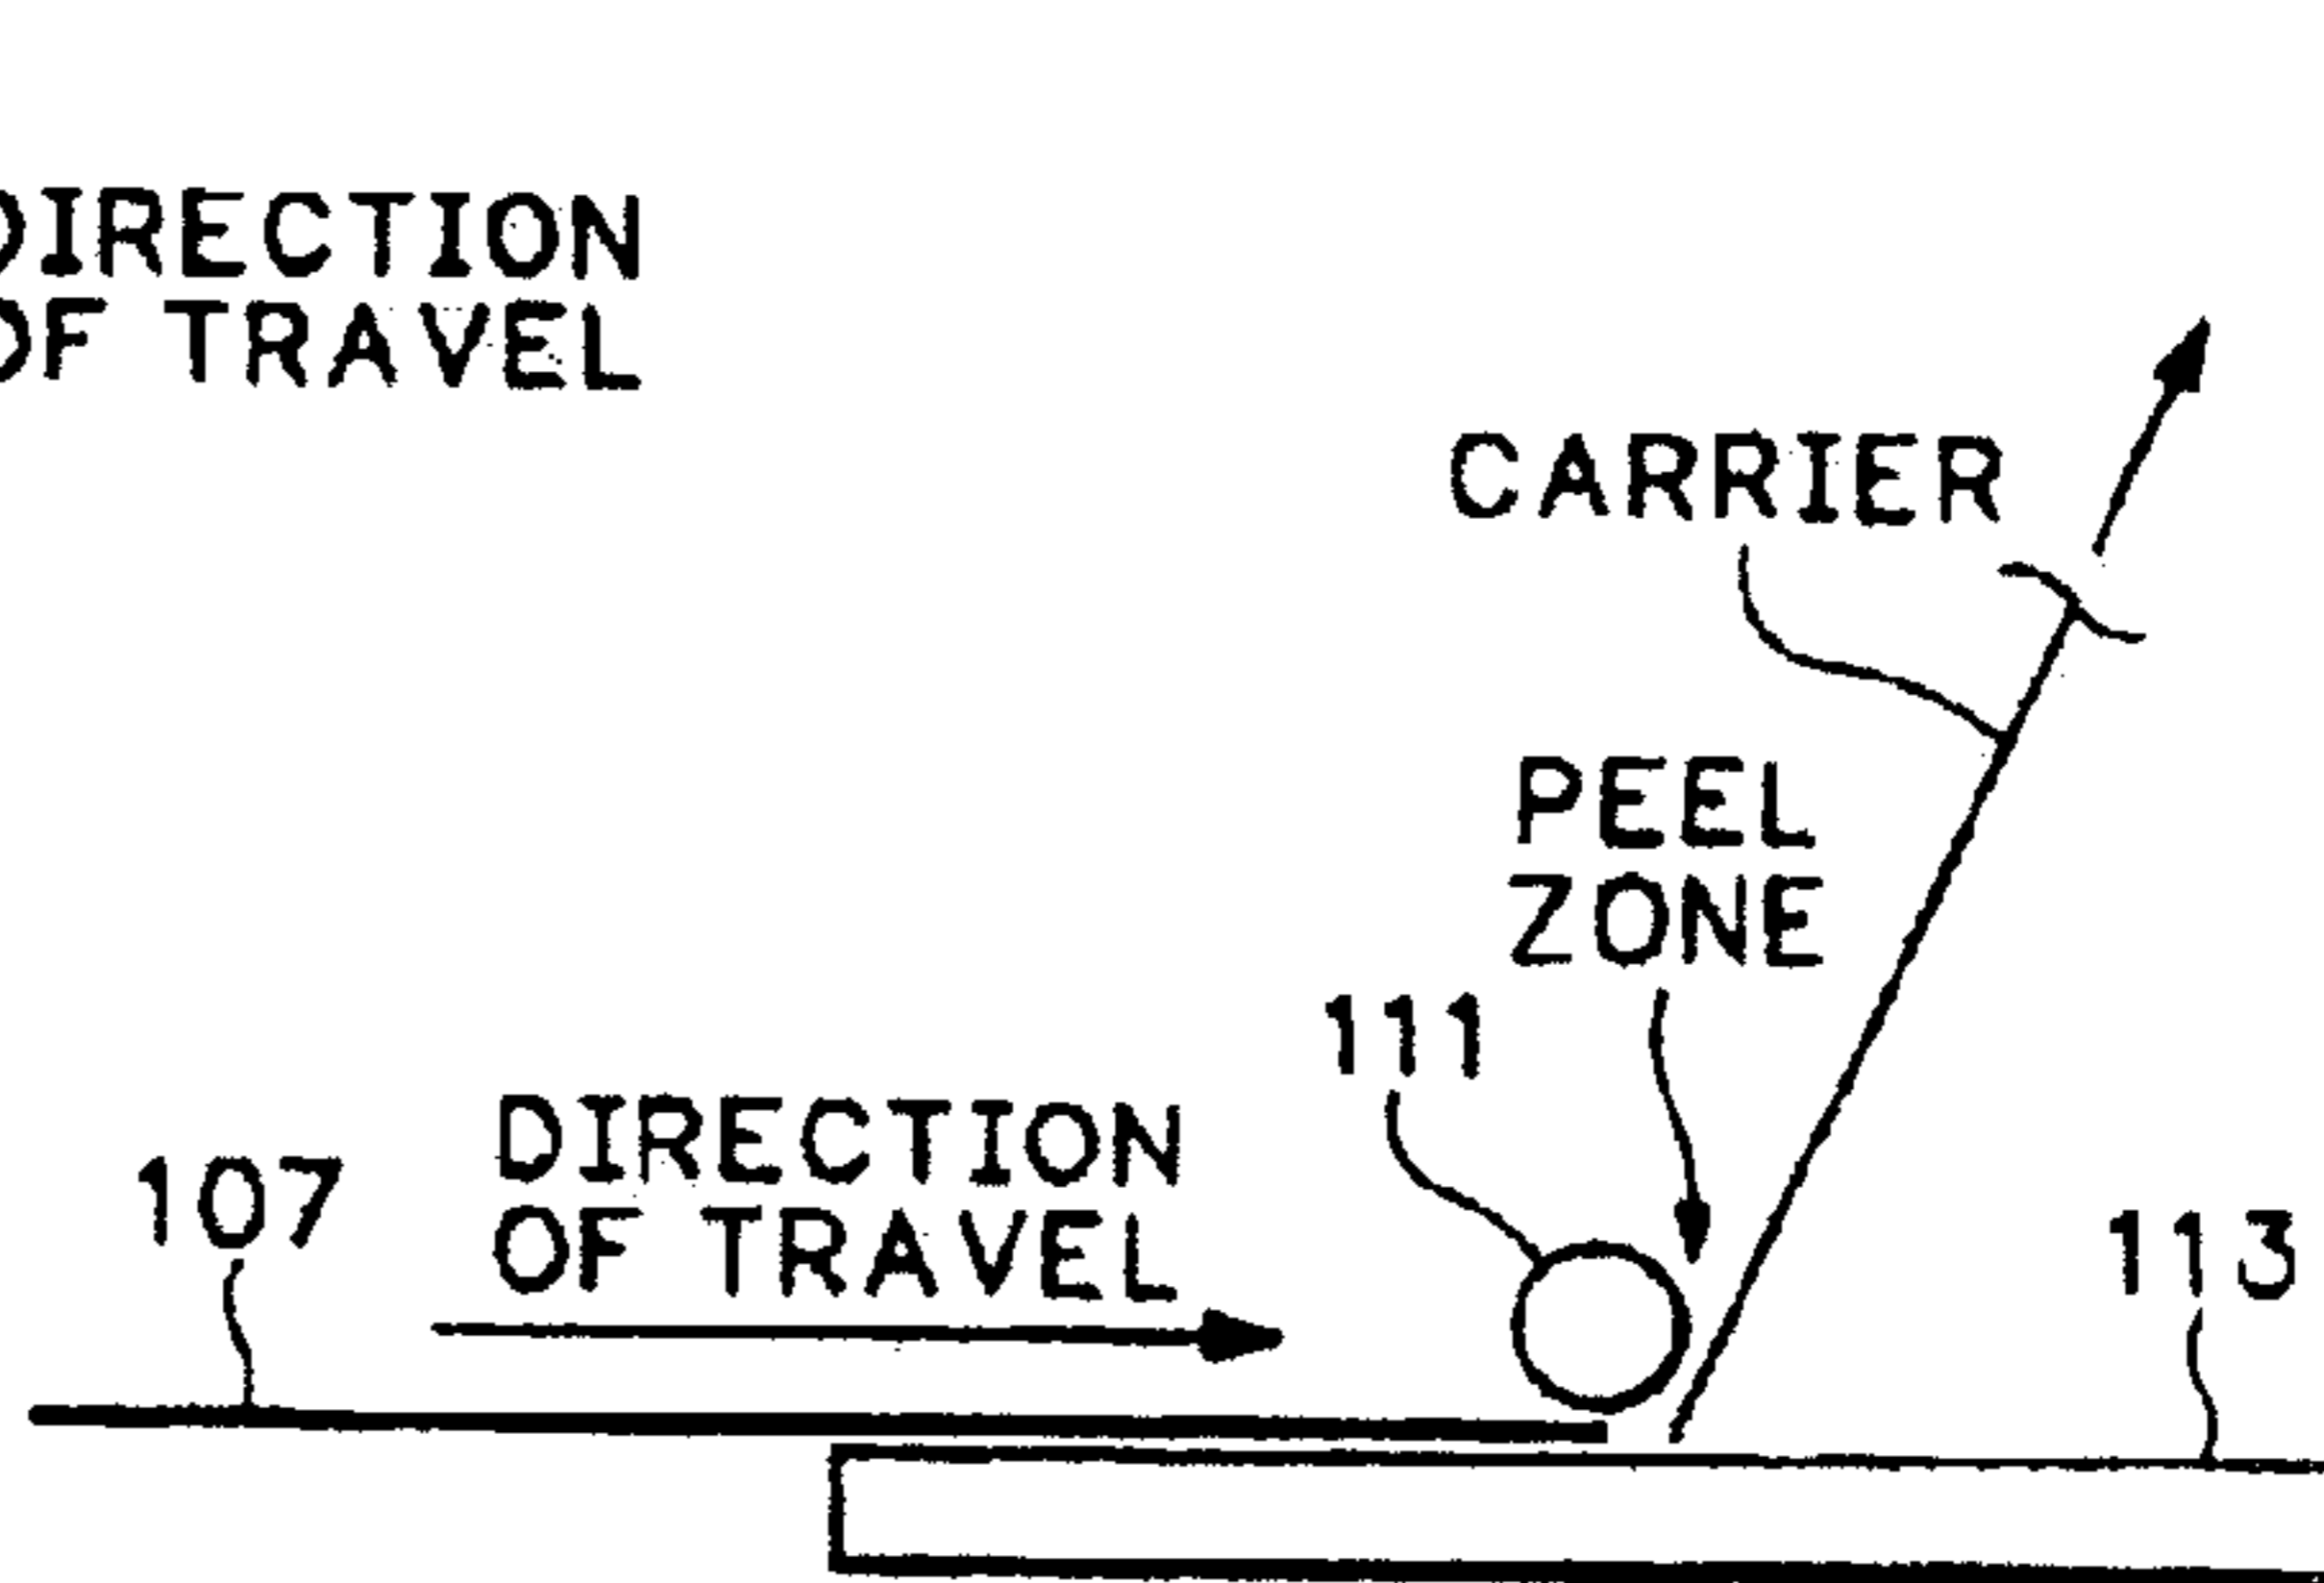 DIRECTION
OF TRAVEL
CARRIER
PEEL
ZONE
111
DIRECTION
OF TRAVEL
107
113